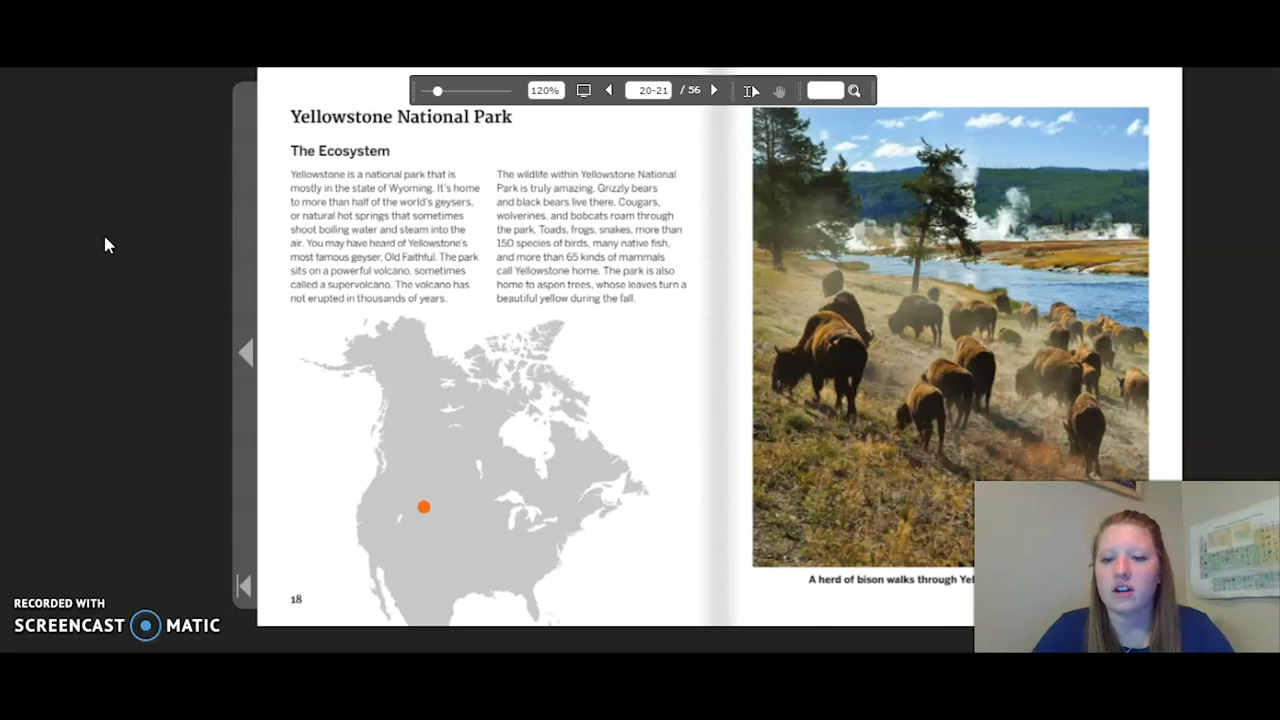 120%
20-21
/ 56
Yellowstone National Park
The Ecosystem
Yellowstone is a national park that is
mostly in the state of Wyoming. It's home
to more than half of the world's geysers,
or natural hot springs that sometimes
shoot boiling water and steam into the
air. You may have heard of Yellowstone's
most famous geyser, Old Faithful. The park
sits on a powerful volcano, sometimes
called a supervolcano. The volcano has
not erupted in thousands of years.
The wildlife within Yellowstone National
Park is truly amazing. Grizzly bears
and black bears live there. Cougars,
wolverines, and bobcats roam through
the park. Toads, frogs, snakes, more than
150 species of birds, many native fish,
and more than 65 kinds of mammals
call Yellowstone home. The park is also
home to aspen trees, whose leaves turn a
beautiful yellow during the fall.
18
A herd of bison walks through Yel
RECORDED WITH
SCREENCAST MATIC